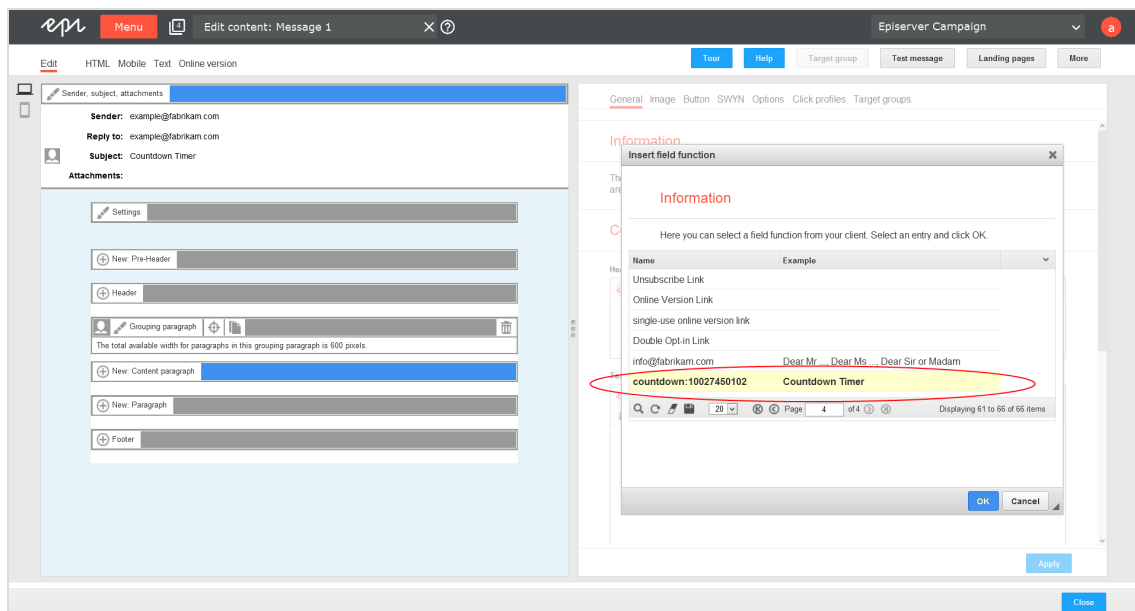 epi Menu 4 Edit content: Message 1 Episerver Campaign a
Edit HTML Mobile Text Online version Tour Help Target group Test message Landing pages More
Sender, subject, attachments
Sender: example@fabrikam.com
Reply to: example@fabrikam.com
Subject: Countdown Timer
Attachments:
Settings
New: Pre-Header
Header
Grouping paragraph
The total available width for paragraphs in this grouping paragraph is 600 pixels.
New: Content paragraph
New: Paragraph
Footer
General Image Button SWYN Options Click profiles Target groups
Information
Insert field function
Information
Here you can select a field function from your client. Select an entry and click OK.
Name Example
Unsubscribe Link
Online Version Link
single-use online version link
Double Opt-in Link
info@fabrikam.com Dear Mr ..., Dear Ms ..., Dear Sir or Madam
countdown:10027450102 Countdown Timer
20 Page 4 of 4 Displaying 61 to 66 of 66 items
OK Cancel
Apply
Close